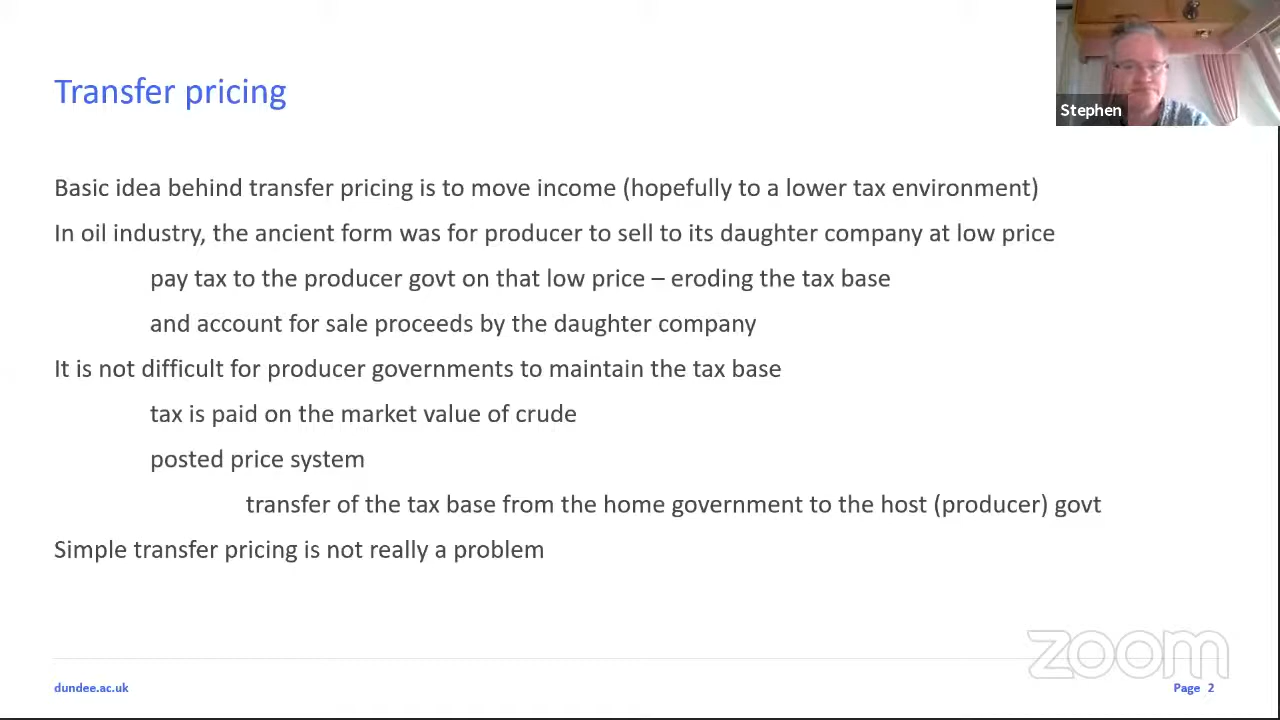 Transfer pricing
Stephen
Basic idea behind transfer pricing is to move income (hopefully to a lower tax environment)
In oil industry, the ancient form was for producer to sell to its daughter company at low price
pay tax to the producer govt on that low price – eroding the tax base
and account for sale proceeds by the daughter company
It is not difficult for producer governments to maintain the tax base
tax is paid on the market value of crude
posted price system
transfer of the tax base from the home government to the host (producer) govt
Simple transfer pricing is not really a problem
zoom
dundee.ac.uk
Page 2